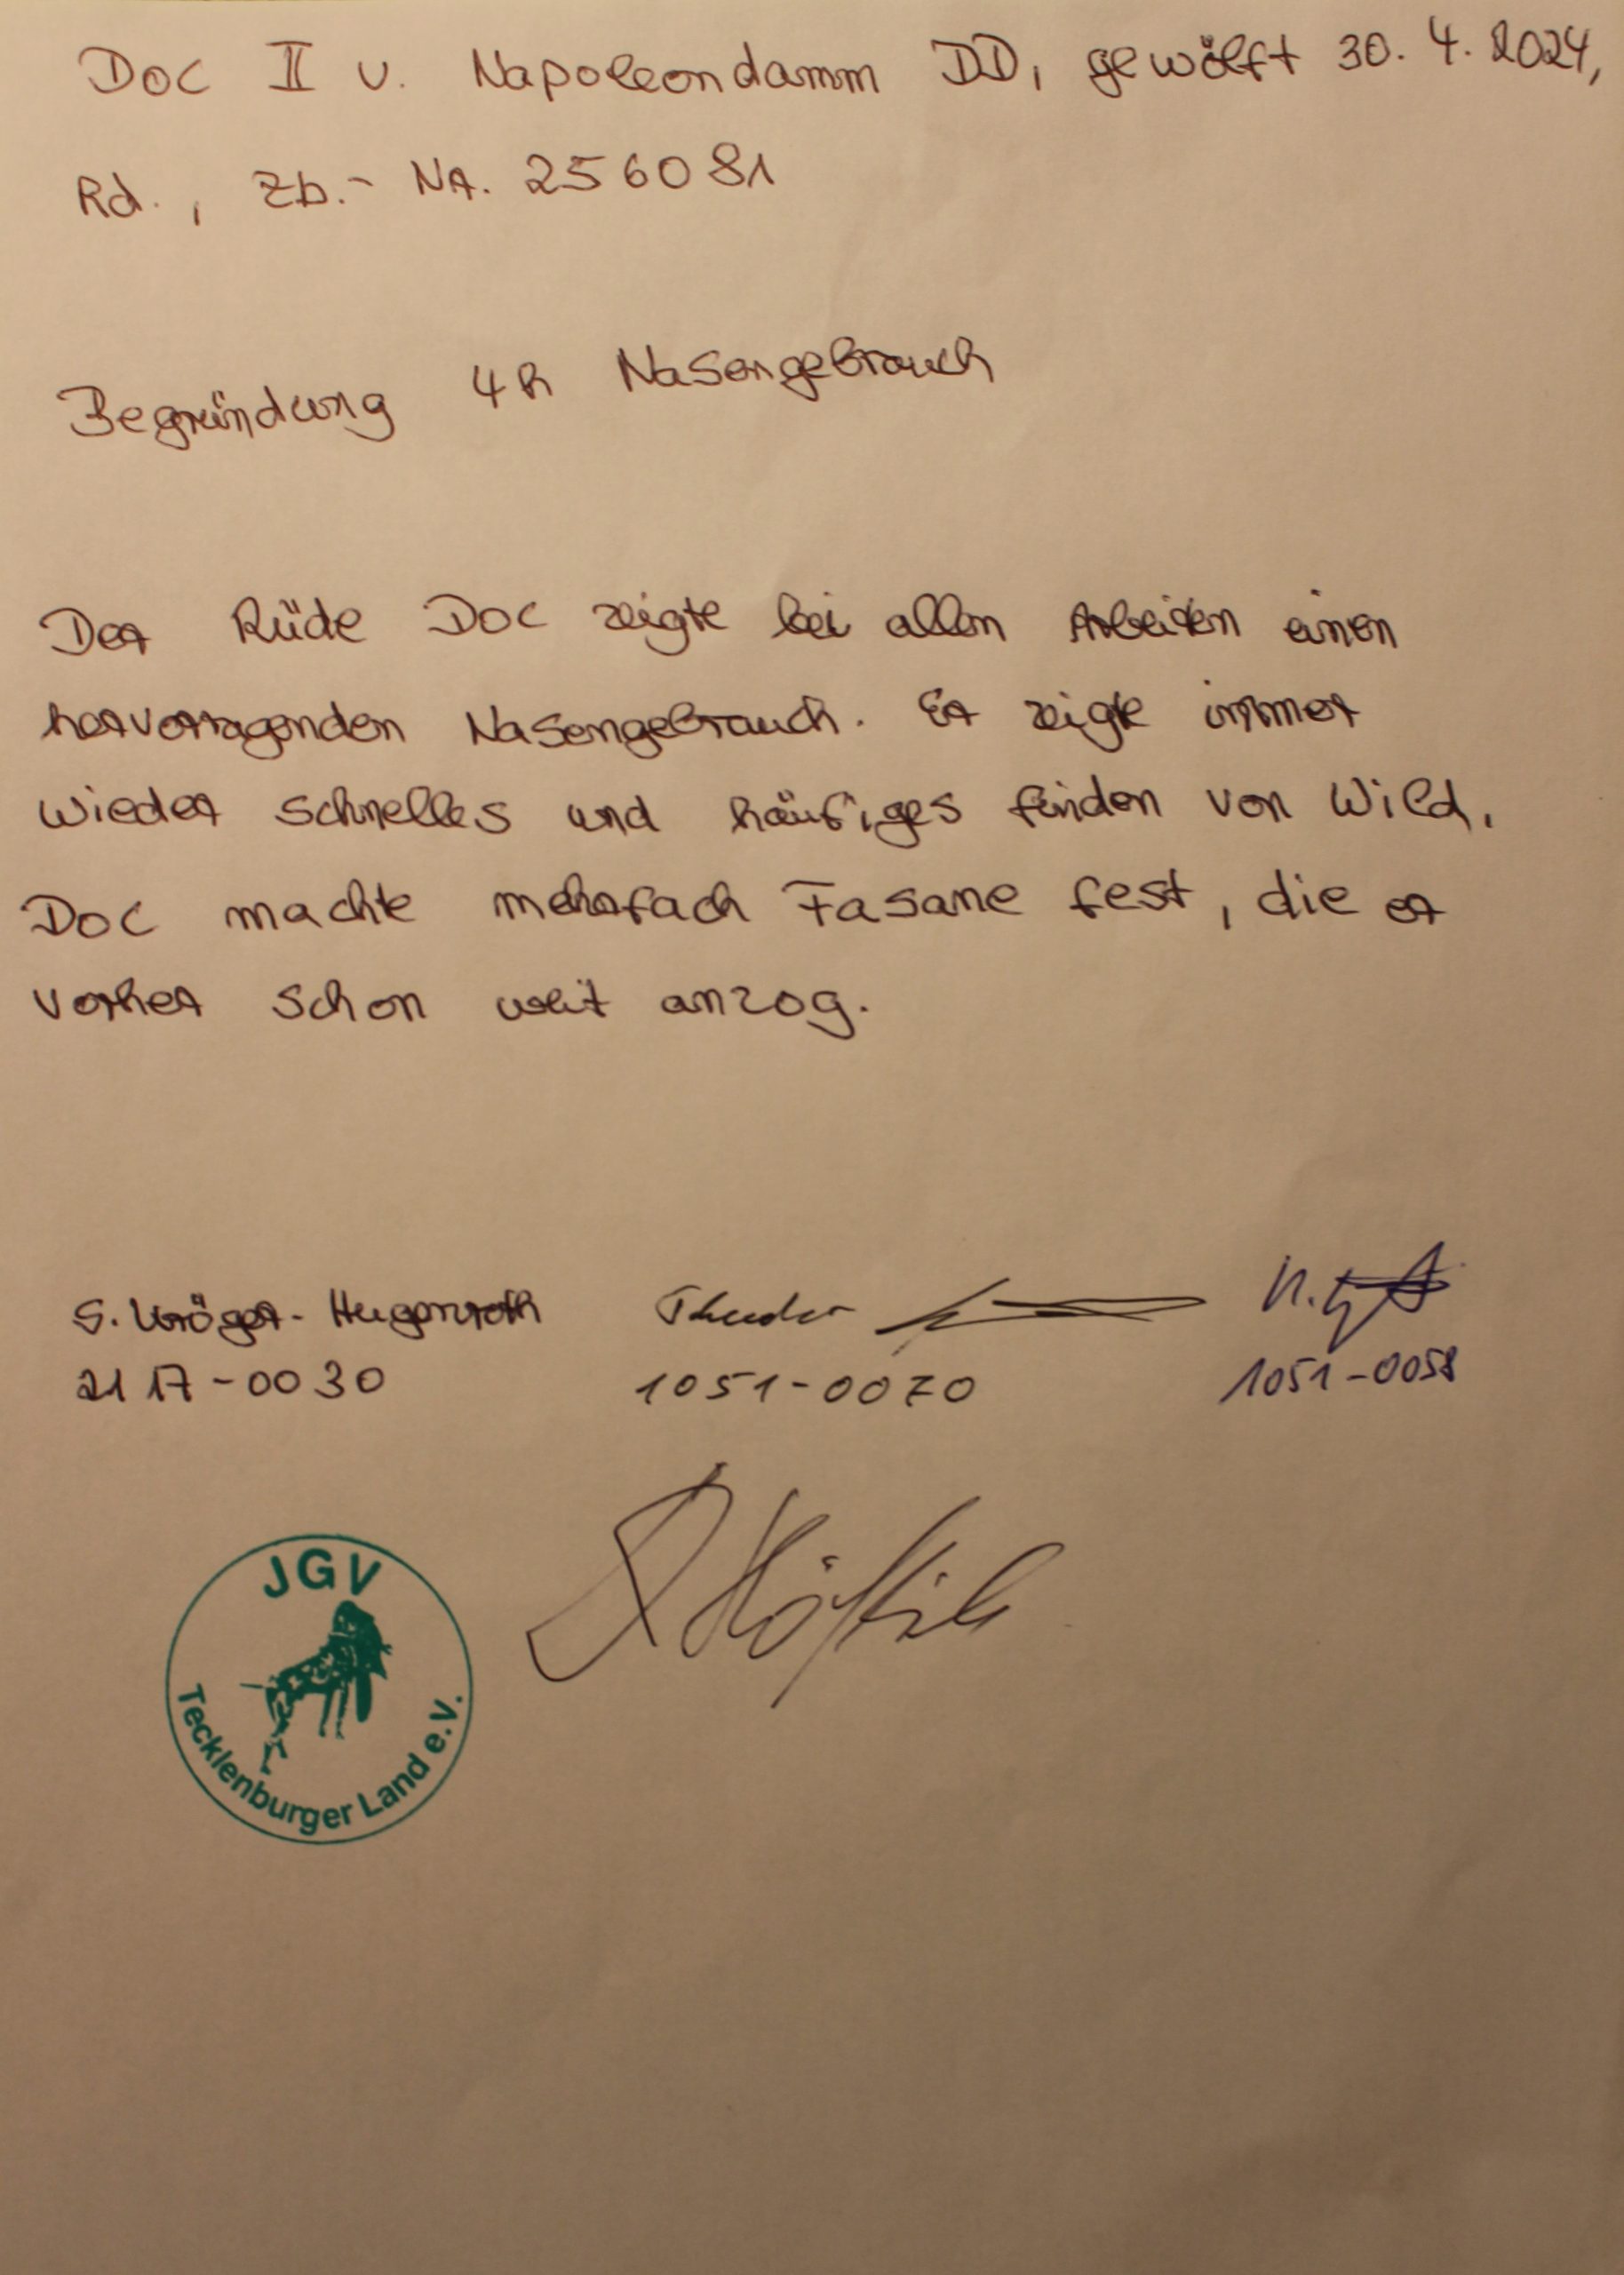 Doc II v. Napoleondamm DD, gewölft 30.4.2024,
Rd., Zb.-Nr. 256081
Begründung 4h Nasengebrauch
Der Rüde Doc zeigte bei allen Arbeiten einen
hervorragenden Nasengebrauch. Er zeigte immer
wieder schnelles und häufiges finden von Wild.
Doc machte mehrfach Fasane fest, die er
vorher schon weit anzog.
S. Kröger-Hugenroth
2117-0030 1051-0070 1051-0058
JGV
Tecklenburger Land e.V.